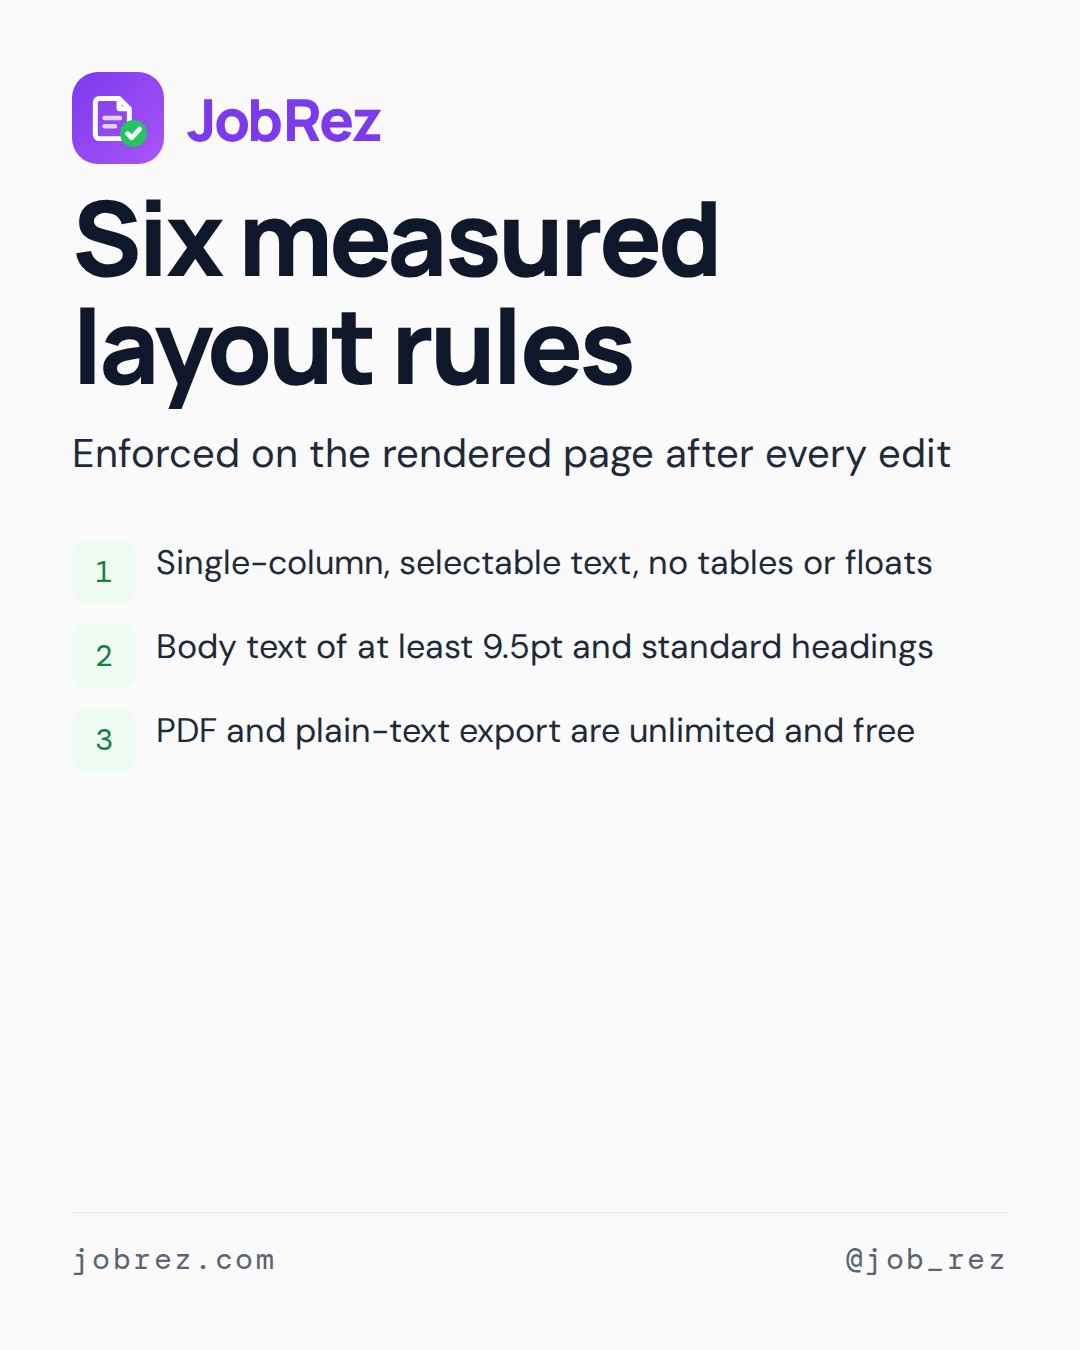 JobRez
Six measured
layout rules
Enforced on the rendered page after every edit
1 Single-column, selectable text, no tables or floats
2 Body text of at least 9.5pt and standard headings
3 PDF and plain-text export are unlimited and free
jobrez.com
@job_rez